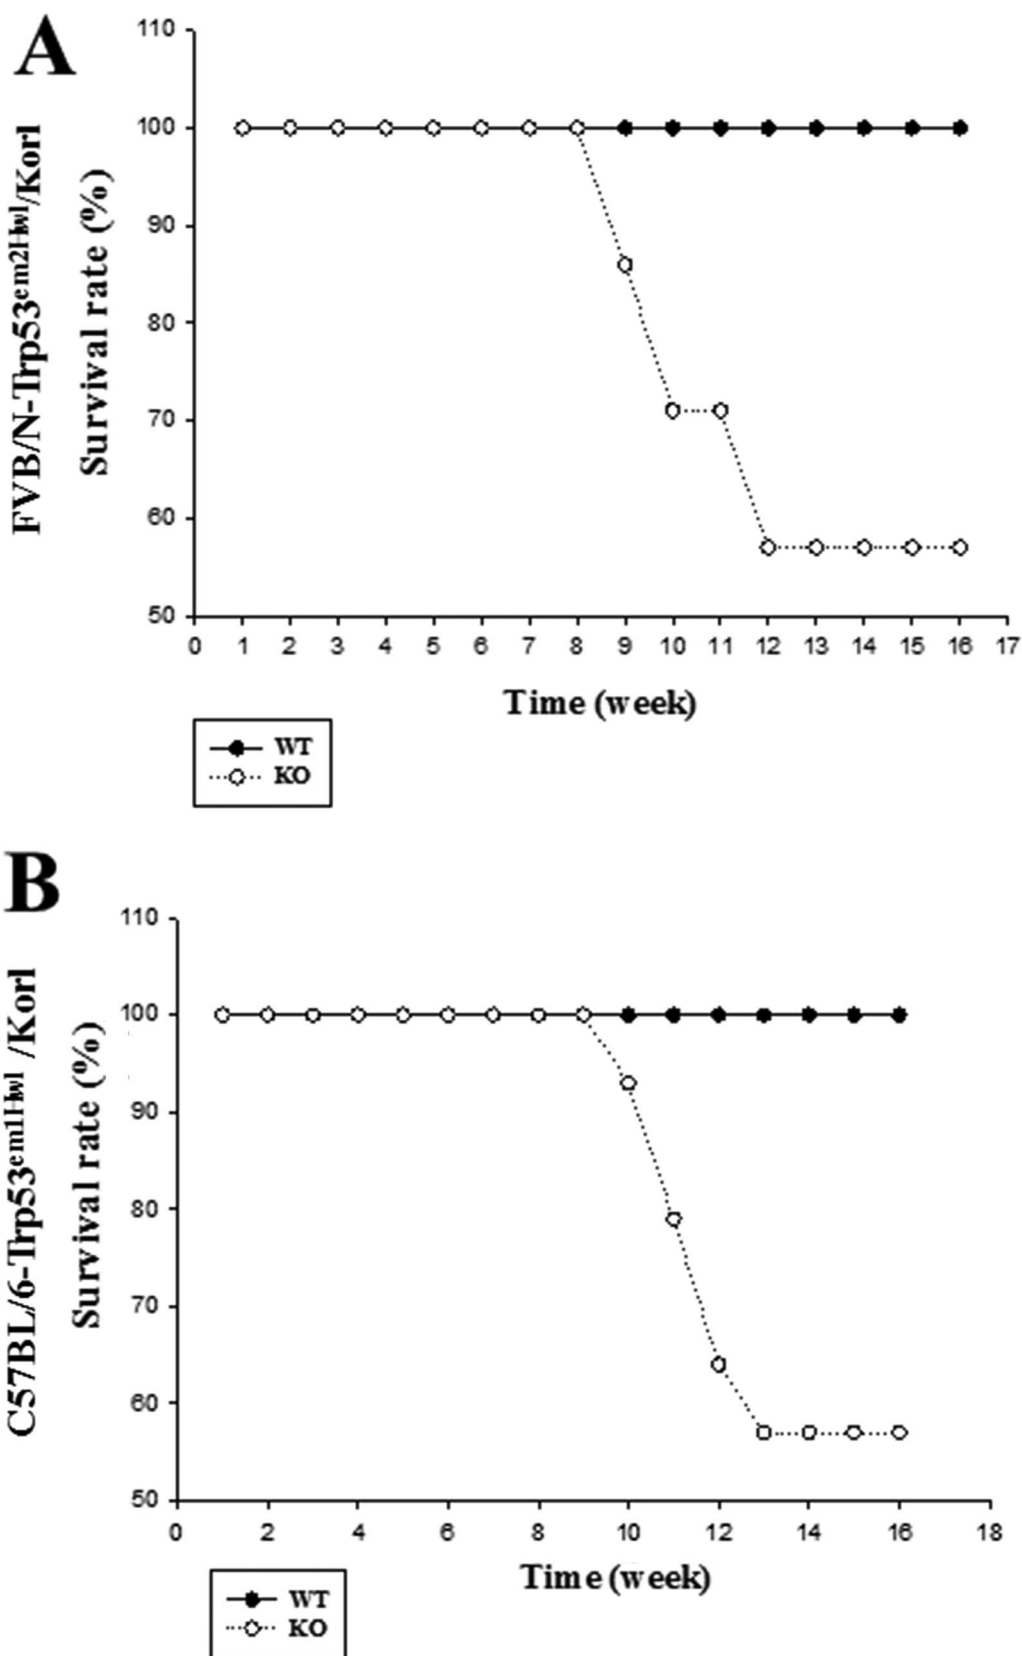 A
FVB/N-Trp53em2Hwl/Korl
Survival rate (%)
110
100
90
80
70
60
50
0 1 2 3 4 5 6 7 8 9 10 11 12 13 14 15 16 17
Time (week)
WT
KO
B
C57BL/6-Trp53em1Hwl /Korl
Survival rate (%)
110
100
90
80
70
60
50
0 2 4 6 8 10 12 14 16 18
Time (week)
WT
KO